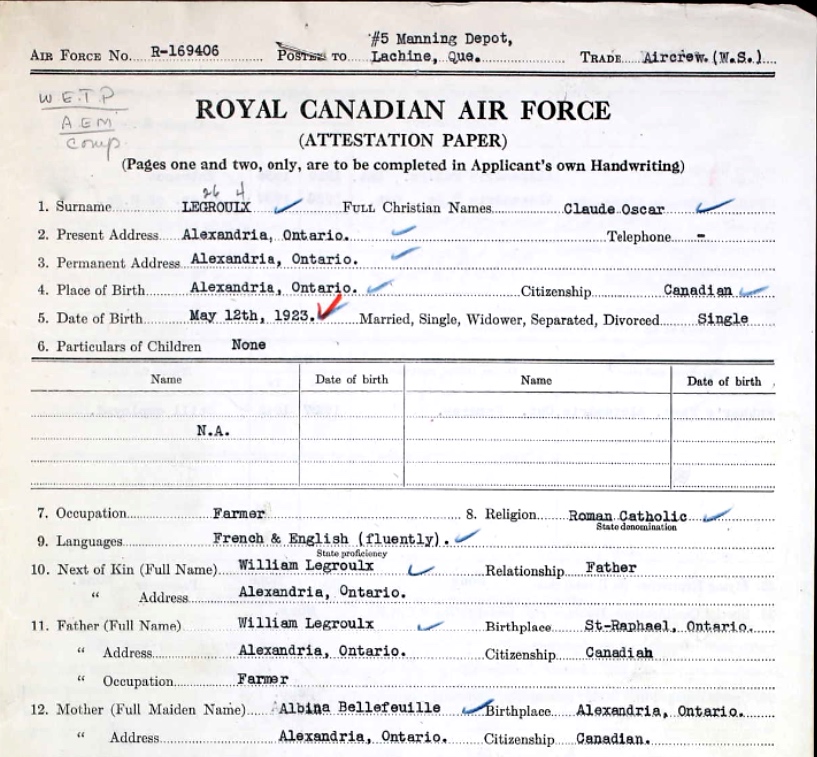 #5 Manning Depot,
AIR FORCE NO. R-169406 POSTED TO Lachine, Que. TRADE Aircrew. (W.S.)
W E T P
A E M
Comp
ROYAL CANADIAN AIR FORCE
(ATTESTATION PAPER)
(Pages one and two, only, are to be completed in Applicant's own Handwriting)
26 4
1. Surname LEGROULX FULL Christian Names Claude Oscar
2. Present Address Alexandria, Ontario. Telephone -
3. Permanent Address Alexandria, Ontario.
4. Place of Birth Alexandria, Ontario. Citizenship Canadian
5. Date of Birth May 12th, 1923. Married, Single, Widower, Separated, Divorced Single
6. Particulars of Children None
Name Date of birth Name Date of birth
N.A.
7. Occupation Farmer 8. Religion Roman Catholic
State denomination
9. Languages French & English (fluently).
State proficiency
10. Next of Kin (Full Name) William Legroulx Relationship Father
" Address Alexandria, Ontario.
11. Father (Full Name) William Legroulx Birthplace St-Raphael, Ontario.
" Address Alexandria, Ontario. Citizenship Canadian
" Occupation Farmer
12. Mother (Full Maiden Name) Albina Bellefeuille Birthplace Alexandria, Ontario.
" Address Alexandria, Ontario. Citizenship Canadian.